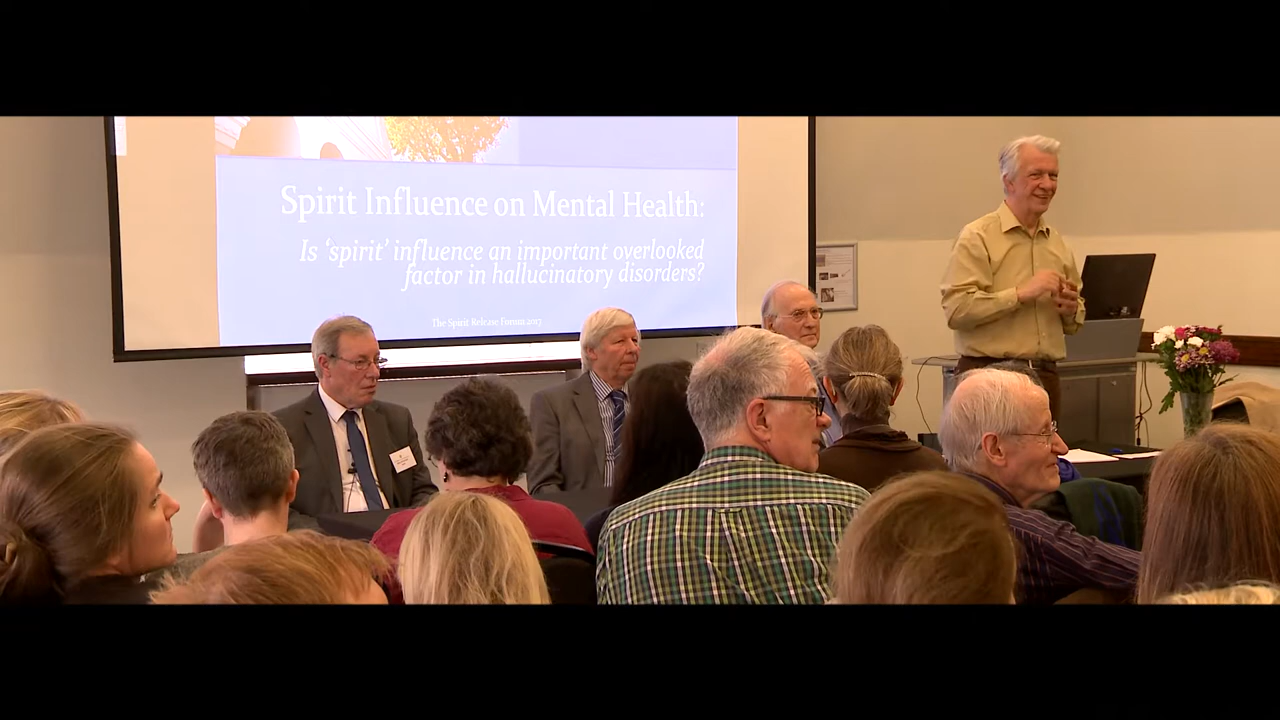 Spirit Influence on Mental Health:
Is ‘spirit’ influence an important overlooked
factor in hallucinatory disorders?
The Spirit Release Forum 2017